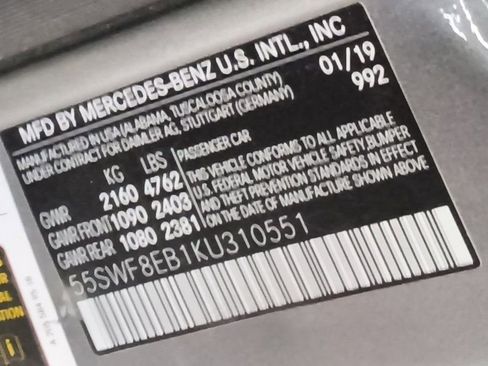 MFD BY MERCEDES-BENZ U.S. INTL., INC
MANUFACTURED IN USA (ALABAMA, TUSCALOOSA COUNTY) 01/19
UNDER CONTRACT FOR DAIMLER AG, STUTTGART (GERMANY) 992
KG LBS PASSENGER CAR
GVWR 2160 4762 THIS VEHICLE CONFORMS TO ALL APPLICABLE
GAWR FRONT 1090 2403 U.S. FEDERAL MOTOR VEHICLE SAFETY, BUMPER
GAWR REAR 1080 2381 AND THEFT PREVENTION STANDARDS IN EFFECT
ON THE DATE OF MANUFACTURE SHOWN ABOVE
55SWF8EB1KU310551